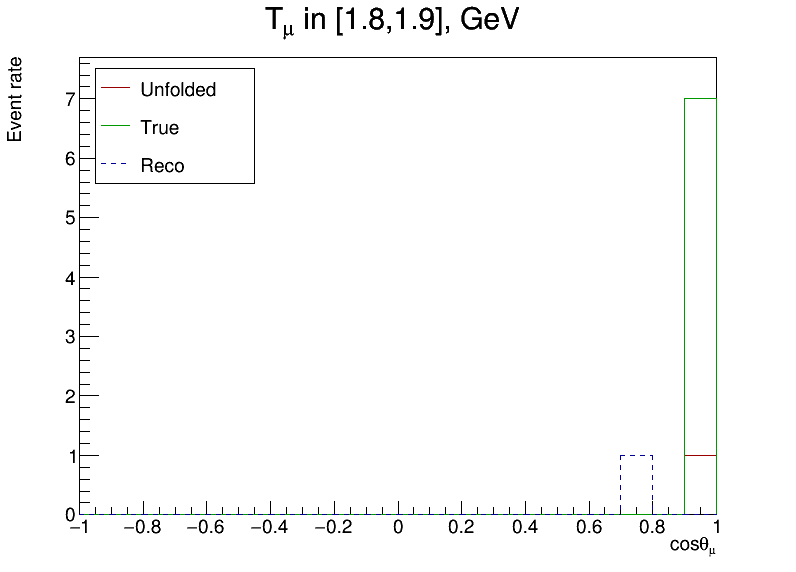 Tμ in [1.8,1.9], GeV
Event rate
Unfolded
True
Reco
7
6
5
4
3
2
1
0
−1 −0.8 −0.6 −0.4 −0.2 0 0.2 0.4 0.6 0.8 1
cosθμ